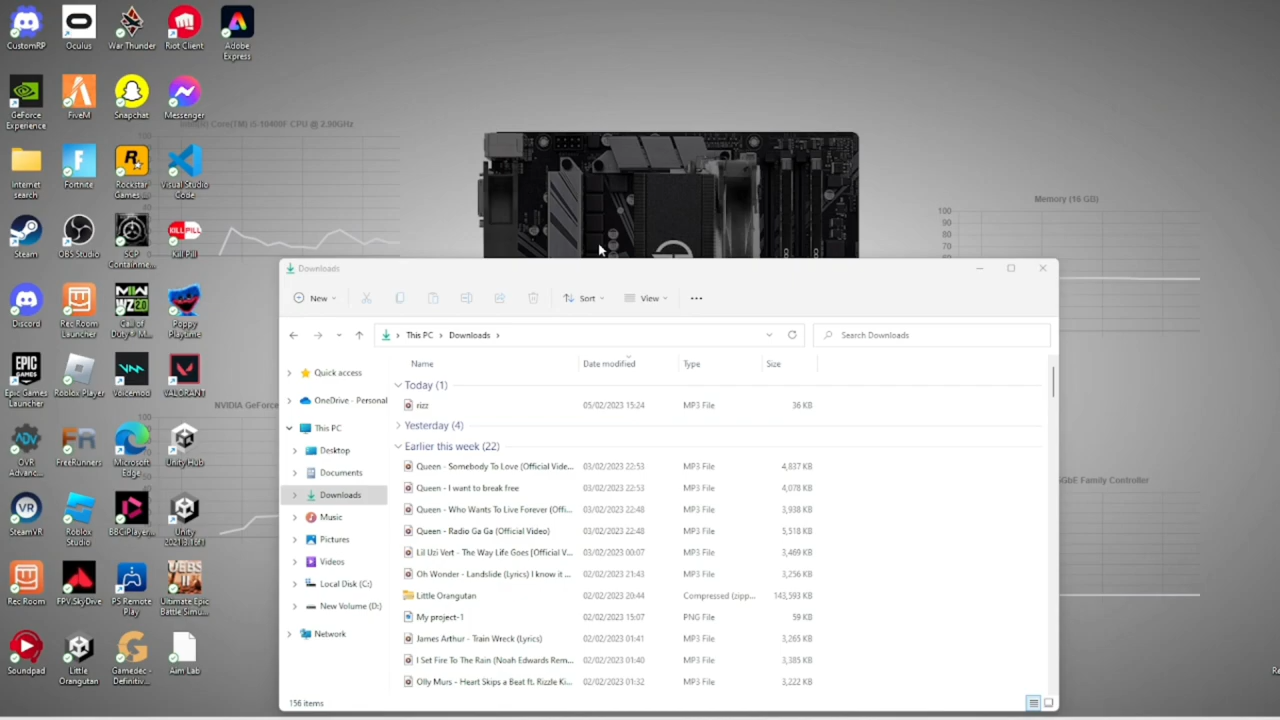 CustomRP
Oculus
War Thunder
Riot Client
Adobe
Express
GeForce
Experience
FiveM
Snapchat
Messenger
Internet
search
Fortnite
Rockstar
Games ...
Visual Studio
Code
Steam
OBS Studio
SCP
Containme...
KILL PILL
Kill Pill
Discord
Rec Room
Launcher
Call of
Duty® M...
Poppy
Playtime
Epic Games
Launcher
Roblox Player
Voicemod
VALORANT
OVR
Advanc...
FreeRunners
Microsoft
Edge
Unity Hub
SteamVR
Roblox
Studio
BBCiPlayer...
Unity
2021.3.16f1
Rec Room
FPV.SkyDive
PS Remote
Play
Ultimate Epic
Battle Simu...
Soundpad
Little
Orangutan
Gamedec -
Definitiv...
Aim Lab
Intel(R) Core(TM) i5-10400F CPU @ 2.90GHz
100
Memory (16 GB)
100
90
80
70
NVIDIA GeForce
100
GbE Family Controller
Downloads
New
Sort
View
This PC > Downloads >
Search Downloads
Name Date modified Type Size
Quick access
OneDrive - Personal
This PC
Desktop
Documents
Downloads
Music
Pictures
Videos
Local Disk (C:)
New Volume (D:)
Network
Today (1)
rizz 05/02/2023 15:24 MP3 File 36 KB
Yesterday (4)
Earlier this week (22)
Queen - Somebody To Love (Official Vide... 03/02/2023 22:53 MP3 File 4,837 KB
Queen - I want to break free 03/02/2023 22:53 MP3 File 4,078 KB
Queen - Who Wants To Live Forever (Offi... 03/02/2023 22:48 MP3 File 3,938 KB
Queen - Radio Ga Ga (Official Video) 03/02/2023 22:48 MP3 File 5,518 KB
Lil Uzi Vert - The Way Life Goes [Official V... 03/02/2023 00:07 MP3 File 3,469 KB
Oh Wonder - Landslide (Lyrics) I know it ... 02/02/2023 21:43 MP3 File 3,256 KB
Little Orangutan 02/02/2023 20:44 Compressed (zipp... 143,593 KB
My project-1 02/02/2023 15:07 PNG File 59 KB
James Arthur - Train Wreck (Lyrics) 02/02/2023 01:41 MP3 File 3,265 KB
I Set Fire To The Rain (Noah Edwards Rem... 02/02/2023 01:40 MP3 File 3,385 KB
Olly Murs - Heart Skips a Beat ft. Rizzle Ki... 02/02/2023 01:32 MP3 File 3,222 KB
156 items